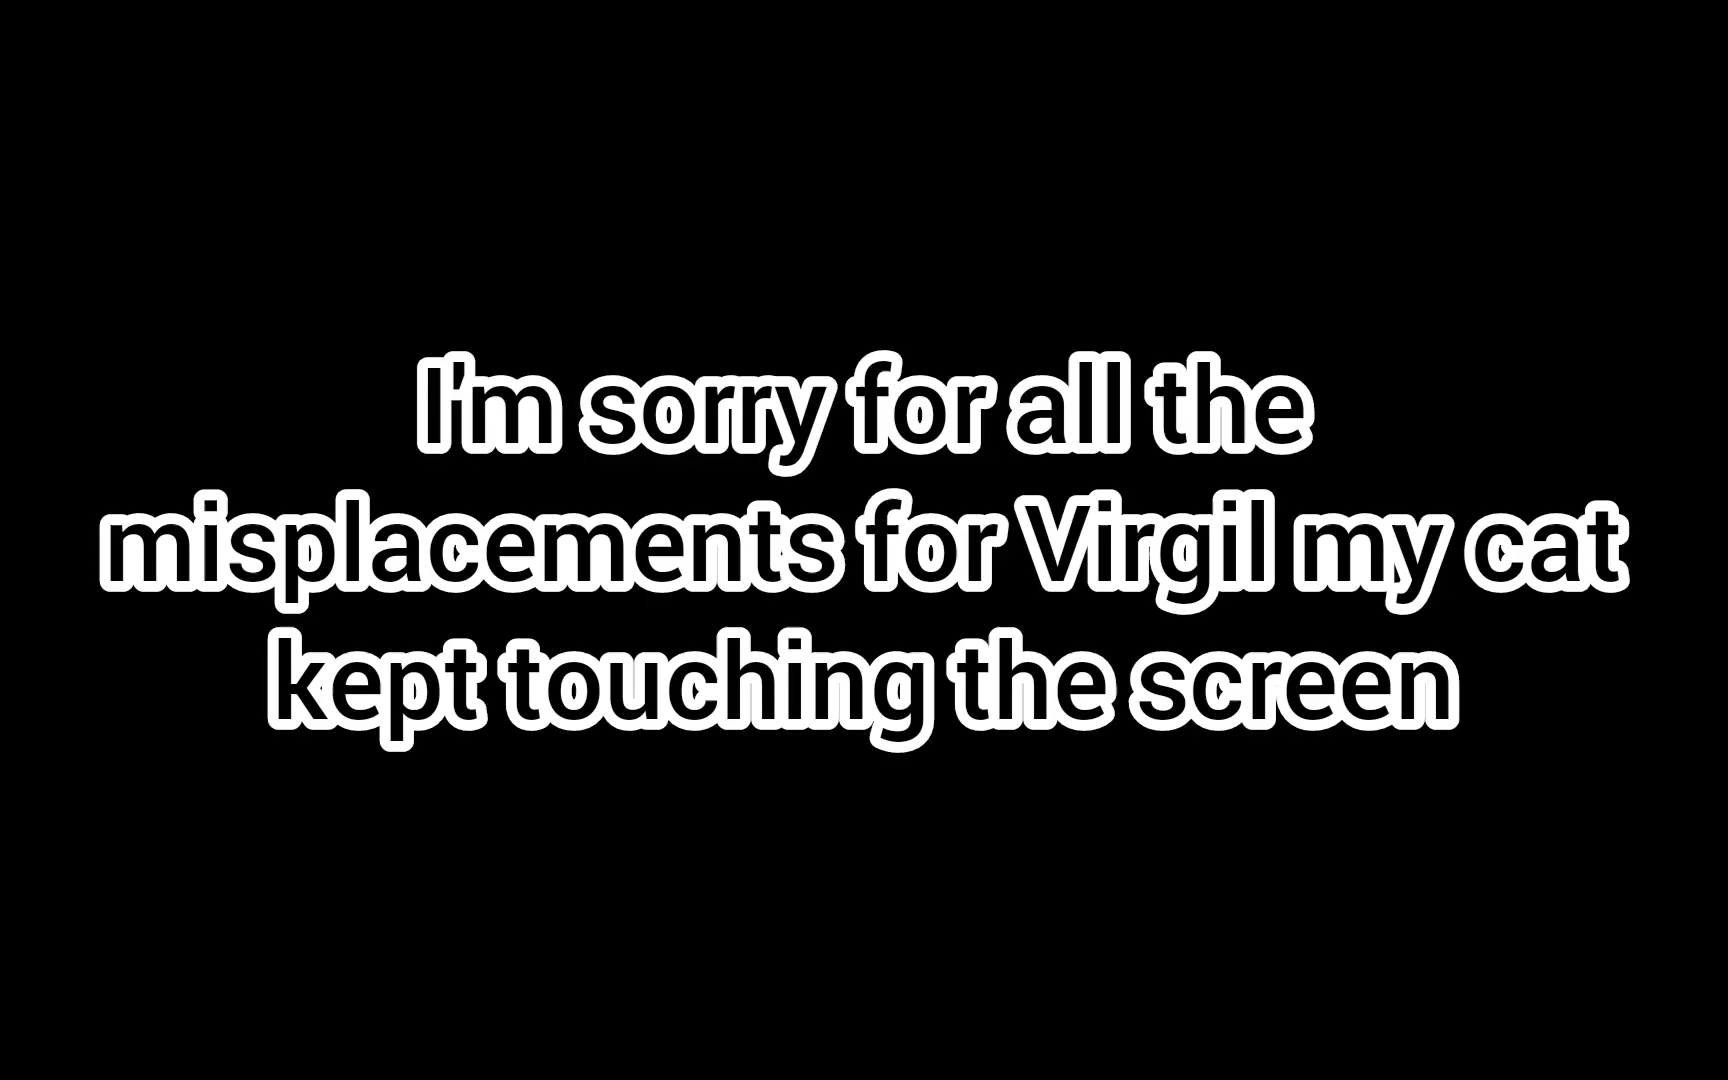 I'm sorry for all the
misplacements for Virgil my cat
kept touching the screen